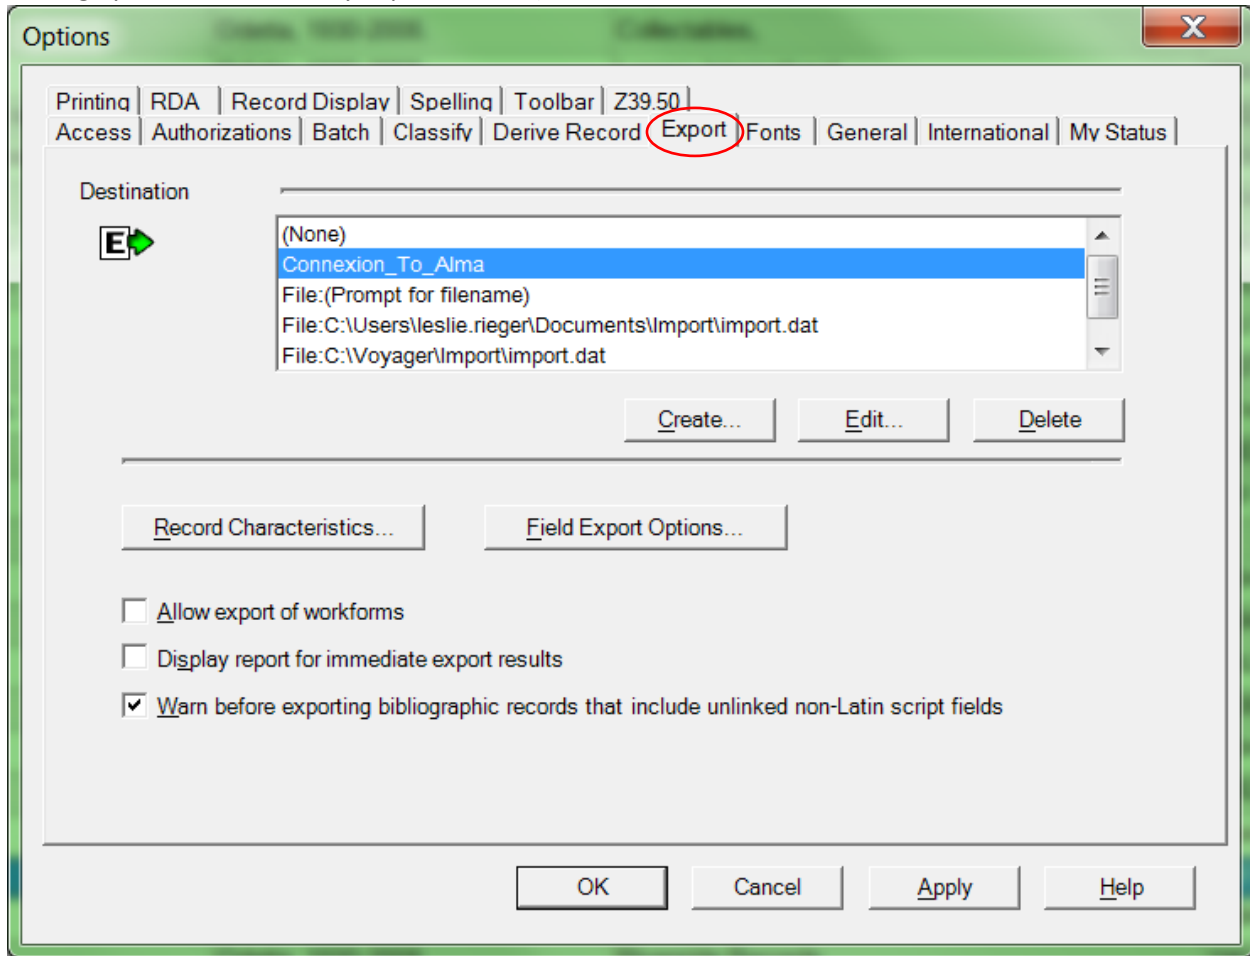 Options
Printing RDA Record Display Spelling Toolbar Z39.50
Access Authorizations Batch Classify Derive Record Export Fonts General International My Status
Destination
E
(None)
Connexion_To_Alma
File:(Prompt for filename)
File:C:\Users\leslie.rieger\Documents\Import\import.dat
File:C:\Voyager\Import\import.dat
Create... Edit... Delete
Record Characteristics... Field Export Options...
Allow export of workforms
Display report for immediate export results
Warn before exporting bibliographic records that include unlinked non-Latin script fields
OK Cancel Apply Help